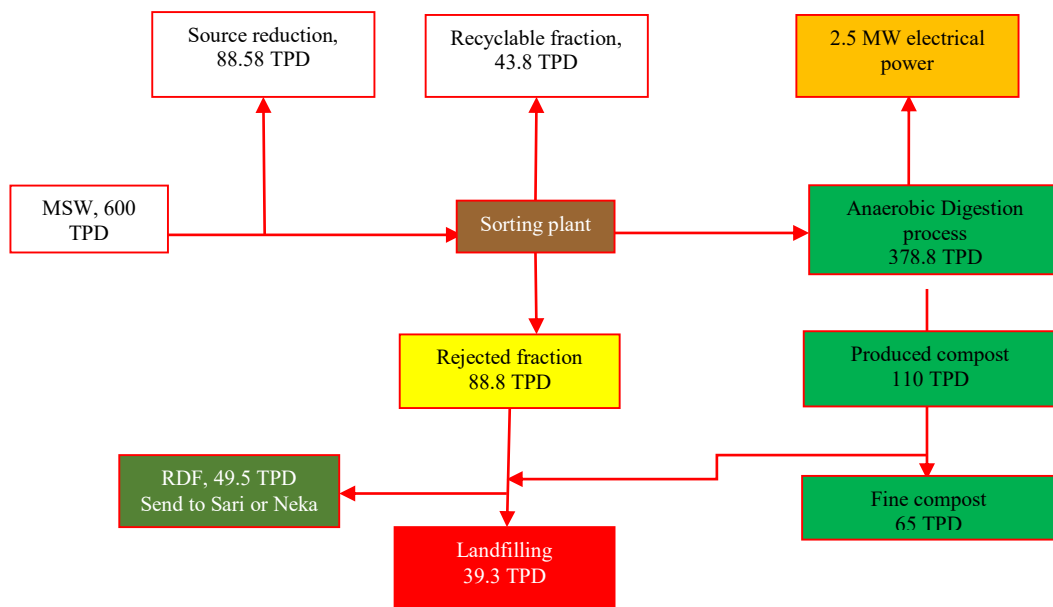 Source reduction,
88.58 TPD
Recyclable fraction,
43.8 TPD
2.5 MW electrical
power
MSW, 600
TPD
Sorting plant
Anaerobic Digestion
process
378.8 TPD
Rejected fraction
88.8 TPD
Produced compost
110 TPD
RDF, 49.5 TPD
Send to Sari or Neka
Fine compost
65 TPD
Landfilling
39.3 TPD